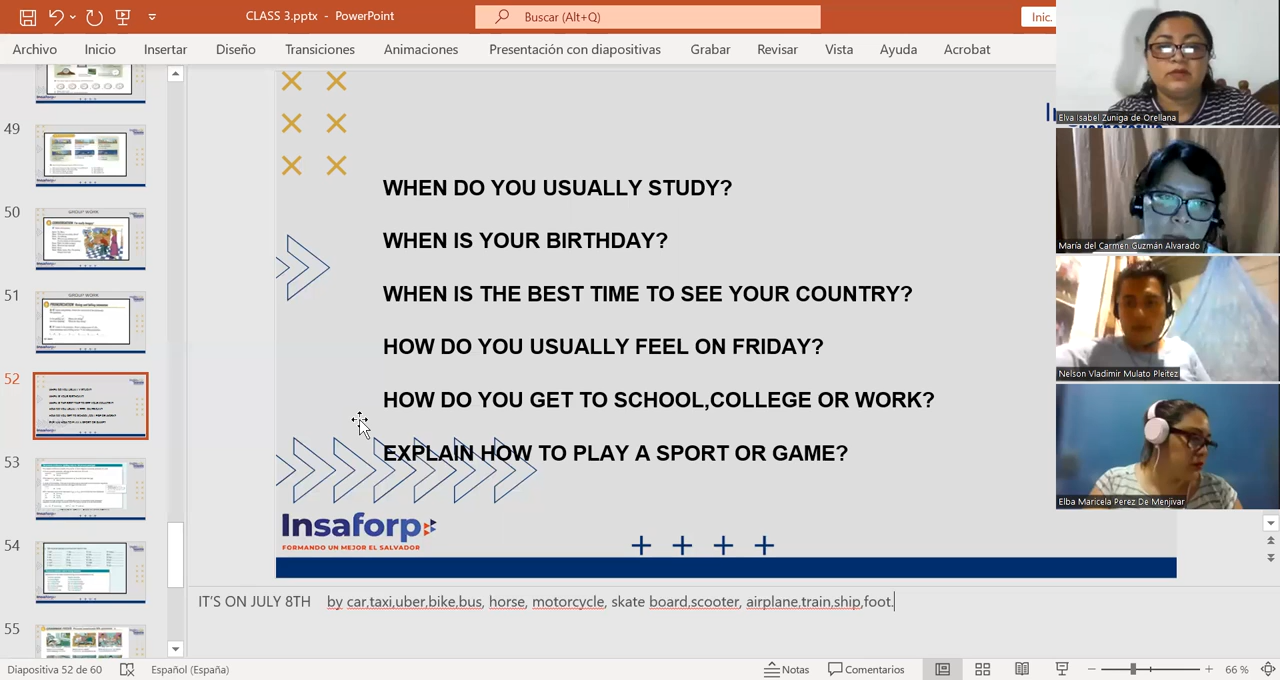 CLASS 3.pptx - PowerPoint
Buscar (Alt+Q)
Inic.
Archivo Inicio Insertar Diseño Transiciones Animaciones Presentación con diapositivas Grabar Revisar Vista Ayuda Acrobat
49
50
51
52
53
54
55
WHEN DO YOU USUALLY STUDY?
WHEN IS YOUR BIRTHDAY?
WHEN IS THE BEST TIME TO SEE YOUR COUNTRY?
HOW DO YOU USUALLY FEEL ON FRIDAY?
HOW DO YOU GET TO SCHOOL,COLLEGE OR WORK?
EXPLAIN HOW TO PLAY A SPORT OR GAME?
Insaforp
FORMANDO UN MEJOR EL SALVADOR
Elva Isabel Zuniga de Orellana
María del Carmen Guzmán Alvarado
Nelson Vladimir Mulato Pleitez
Elba Maricela Perez De Menjivar
IT'S ON JULY 8TH by car,taxi,uber,bike,bus, horse, motorcycle, skate board,scooter, airplane,train,ship,foot.
Diapositiva 52 de 60 Español (España) Notas Comentarios 66 %